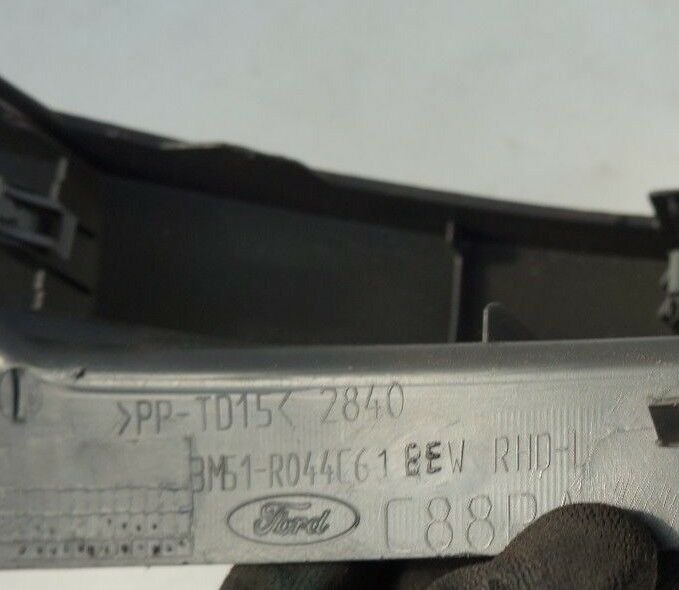 >PP-TD15< 2840
BM51-R044C61 BEW RHD-L
Ford